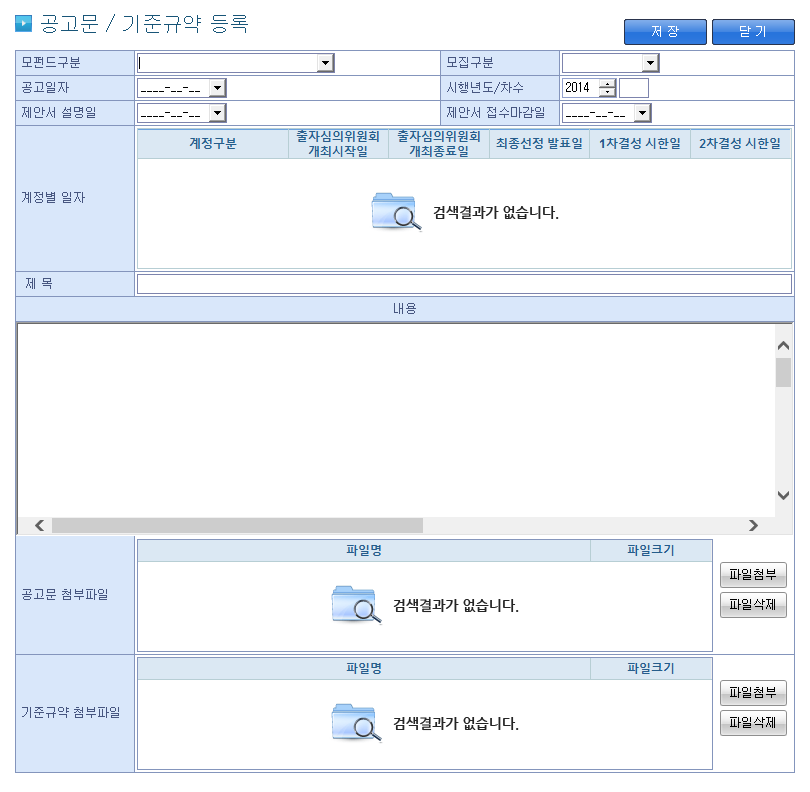 공고문 / 기준규약 등록
저 장
닫 기
모펀드구분
모집구분
공고일자 ____-__-__
시행년도/차수 2014
제안서 설명일 ____-__-__
제안서 접수마감일 ____-__-__
계정별 일자
계정구분
출자심의위원회
개최시작일
출자심의위원회
개최종료일
최종선정 발표일
1차결성 시한일
2차결성 시한일
검색결과가 없습니다.
제 목
내용
공고문 첨부파일
파일명
파일크기
검색결과가 없습니다.
파일첨부
파일삭제
기준규약 첨부파일
파일명
파일크기
검색결과가 없습니다.
파일첨부
파일삭제